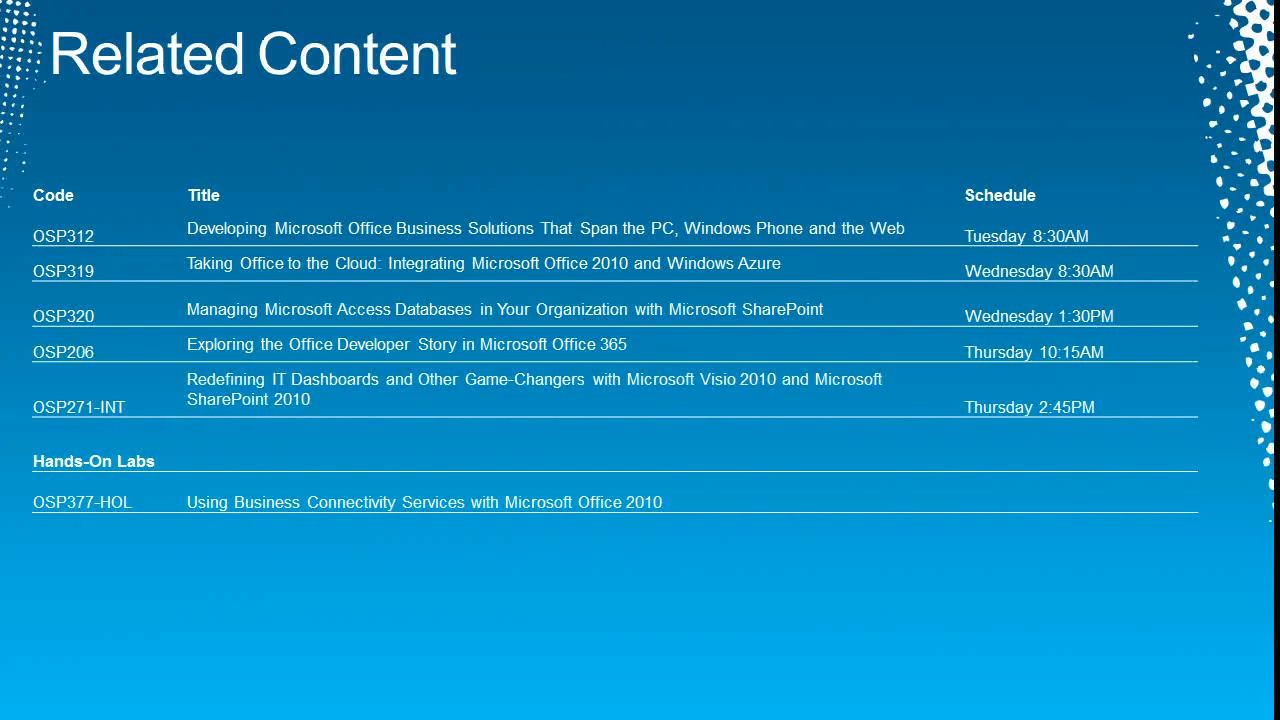 Related Content
Code Title Schedule
OSP312 Developing Microsoft Office Business Solutions That Span the PC, Windows Phone and the Web Tuesday 8:30AM
OSP319 Taking Office to the Cloud: Integrating Microsoft Office 2010 and Windows Azure Wednesday 8:30AM
OSP320 Managing Microsoft Access Databases in Your Organization with Microsoft SharePoint Wednesday 1:30PM
OSP206 Exploring the Office Developer Story in Microsoft Office 365 Thursday 10:15AM
Redefining IT Dashboards and Other Game-Changers with Microsoft Visio 2010 and Microsoft
OSP271-INT SharePoint 2010 Thursday 2:45PM
Hands-On Labs
OSP377-HOL Using Business Connectivity Services with Microsoft Office 2010